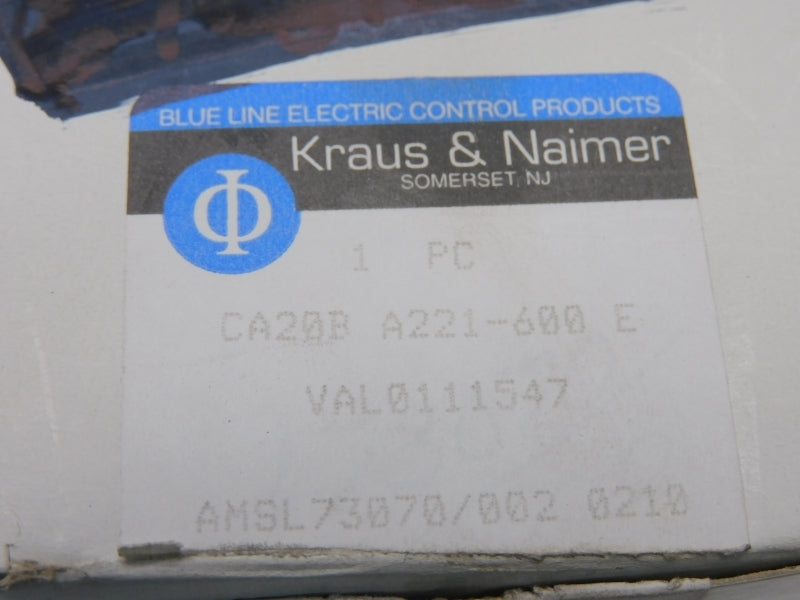 BLUE LINE ELECTRIC CONTROL PRODUCTS
Kraus & Naimer
SOMERSET, NJ
Φ
1 PC
CA20B A221-600 E
VAL0111547
AMSL73070/002 0210